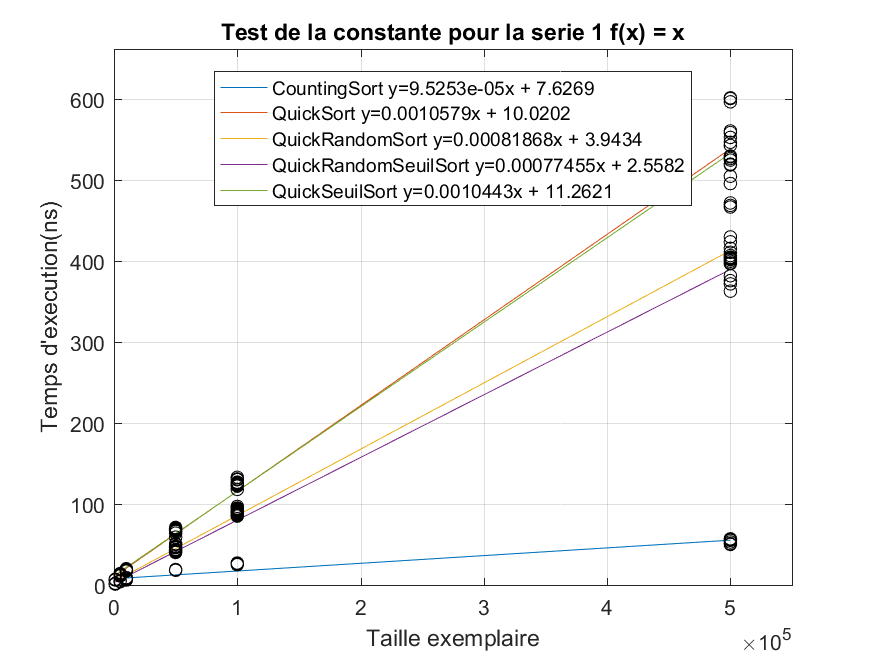 Test de la constante pour la serie 1 f(x) = x
CountingSort y=9.5253e-05x + 7.6269
QuickSort y=0.0010579x + 10.0202
QuickRandomSort y=0.00081868x + 3.9434
QuickRandomSeuilSort y=0.00077455x + 2.5582
QuickSeuilSort y=0.0010443x + 11.2621
Temps d'execution(ns)
600
500
400
300
200
100
0
0 1 2 3 4 5
Taille exemplaire
×10^5